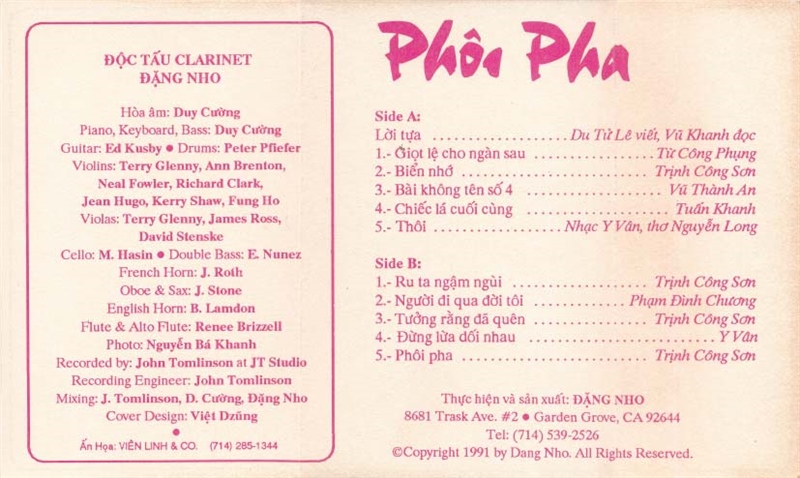 ĐỘC TẤU CLARINET
ĐẶNG NHO
Hòa âm: Duy Cường
Piano, Keyboard, Bass: Duy Cường
Guitar: Ed Kusby ● Drums: Peter Pfiefer
Violins: Terry Glenny, Ann Brenton,
Neal Fowler, Richard Clark,
Jean Hugo, Kerry Shaw, Fung Ho
Violas: Terry Glenny, James Ross,
David Stenske
Cello: M. Hasin ● Double Bass: E. Nunez
French Horn: J. Roth
Oboe & Sax: J. Stone
English Horn: B. Lamdon
Flute & Alto Flute: Renee Brizzell
Photo: Nguyễn Bá Khanh
Recorded by: John Tomlinson at JT Studio
Recording Engineer: John Tomlinson
Mixing: J. Tomlinson, D. Cường, Đặng Nho
Cover Design: Việt Dzũng
●
Ấn Họa: VIỄN LINH & CO. (714) 285-1344
Phôi Pha
Side A:
Lời tựa .................... Du Tử Lê viết, Vũ Khanh đọc
1.- Giọt lệ cho ngàn sau .................... Từ Công Phụng
2.- Biển nhớ .................... Trịnh Công Sơn
3.- Bài không tên số 4 .................... Vũ Thành An
4.- Chiếc lá cuối cùng .................... Tuấn Khanh
5.- Thôi .................... Nhạc Y Vân, thơ Nguyễn Long
Side B:
1.- Ru ta ngậm ngùi .................... Trịnh Công Sơn
2.- Người đi qua đời tôi .................... Phạm Đình Chương
3.- Tưởng rằng đã quên .................... Trịnh Công Sơn
4.- Đừng lừa dối nhau .................... Y Vân
5.- Phôi pha .................... Trịnh Công Sơn
Thực hiện và sản xuất: ĐẶNG NHO
8681 Trask Ave. #2 ● Garden Grove, CA 92644
Tel: (714) 539-2526
©Copyright 1991 by Dang Nho. All Rights Reserved.